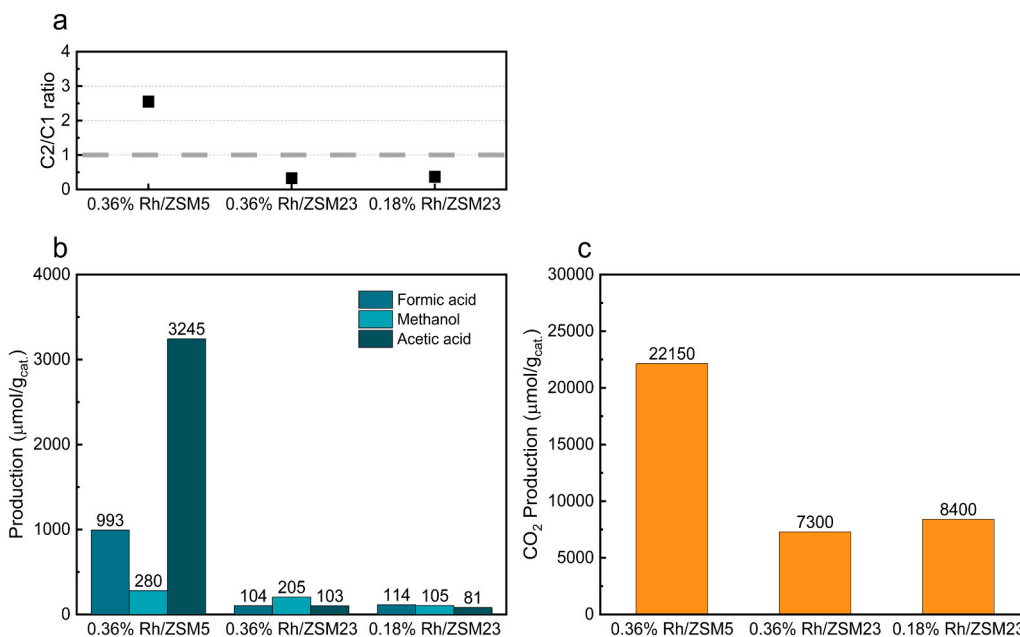 a
C2/C1 ratio
4
3
2
1
0
0.36% Rh/ZSM5 0.36% Rh/ZSM23 0.18% Rh/ZSM23
b
Production (μmol/gcat.)
4000
3000
2000
1000
0
Formic acid
Methanol
Acetic acid
993 280 3245
104 205 103
114 105 81
0.36% Rh/ZSM5 0.36% Rh/ZSM23 0.18% Rh/ZSM23
c
CO2 Production (μmol/gcat.)
30000
25000
20000
15000
10000
5000
0
22150
7300
8400
0.36% Rh/ZSM5 0.36% Rh/ZSM23 0.18% Rh/ZSM23